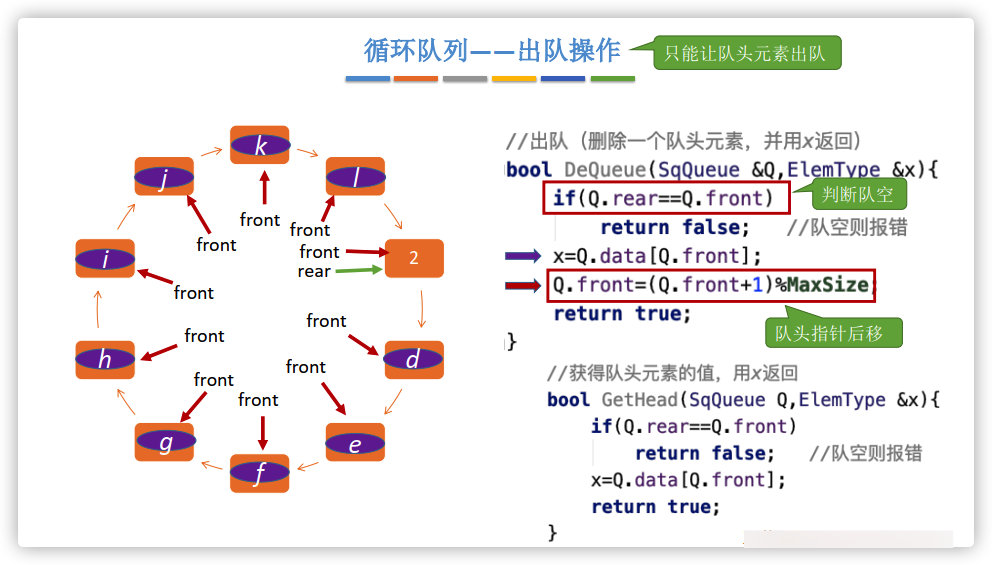 循环队列——出队操作
只能让队头元素出队
k
j
l
front
front
front
front
rear
2
i
front
front
front
h
d
front
front
front
g
e
f
//出队（删除一个队头元素，并用x返回）
bool DeQueue(SqQueue &Q,ElemType &x){
if(Q.rear==Q.front)
判断队空
return false; //队空则报错
x=Q.data[Q.front];
Q.front=(Q.front+1)%MaxSize;
return true;
队头指针后移
}
//获得队头元素的值，用x返回
bool GetHead(SqQueue Q,ElemType &x){
if(Q.rear==Q.front)
return false; //队空则报错
x=Q.data[Q.front];
return true;
}